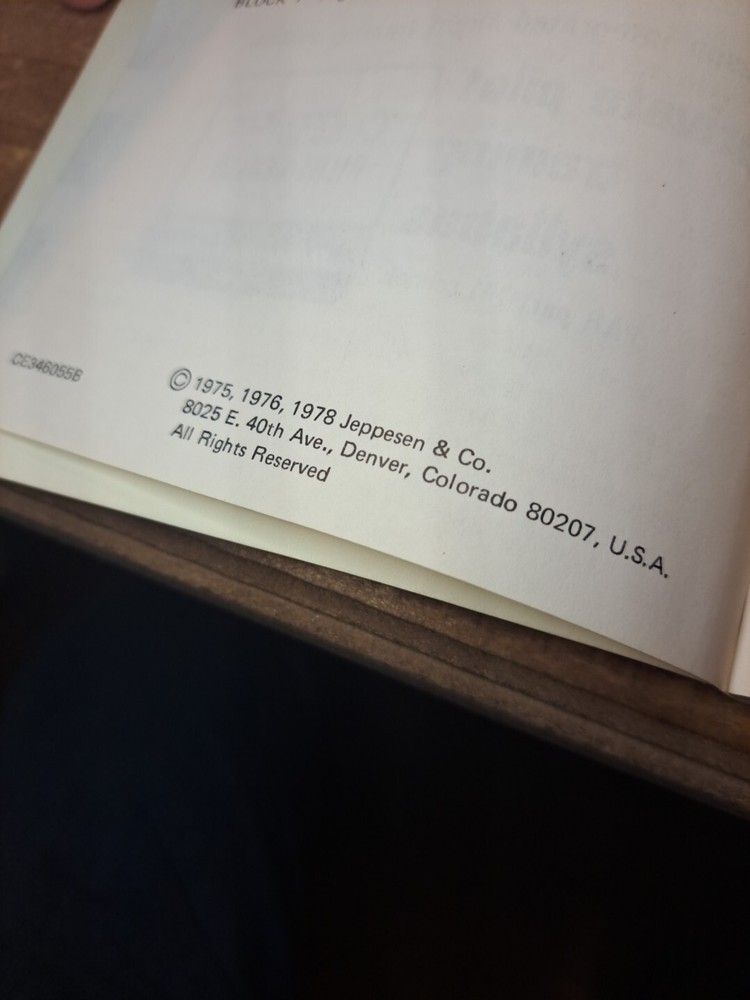 CE346055B
© 1975, 1976, 1978 Jeppesen & Co.
8025 E. 40th Ave., Denver, Colorado 80207, U.S.A.
All Rights Reserved